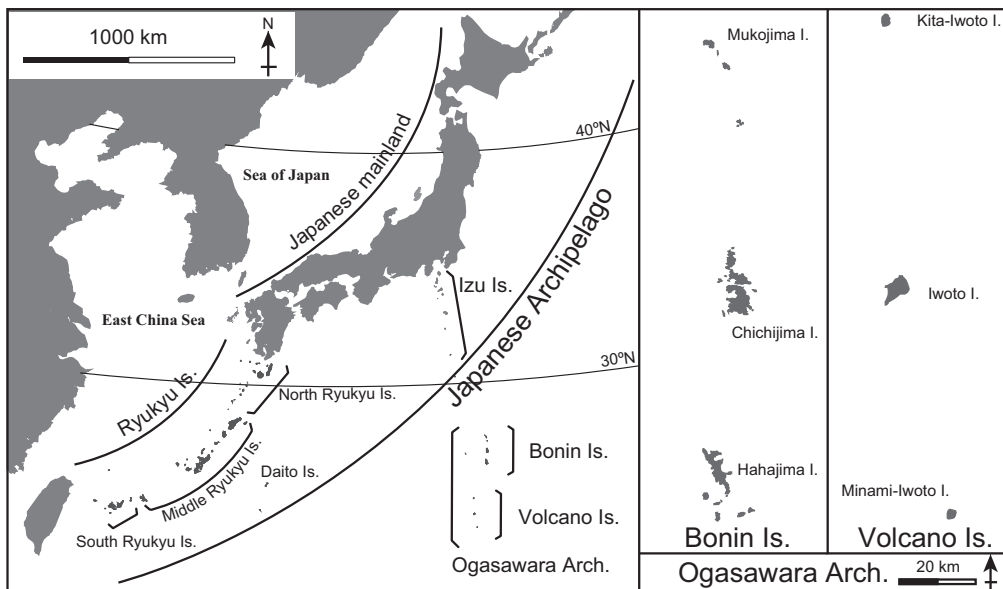 1000 km
N
40ºN
Sea of Japan
Japanese mainland
Japanese Archipelago
Izu Is.
East China Sea
30ºN
Ryukyu Is.
North Ryukyu Is.
Middle Ryukyu Is.
Daito Is.
South Ryukyu Is.
Bonin Is.
Volcano Is.
Ogasawara Arch.
Mukojima I.
Chichijima I.
Hahajima I.
Bonin Is.
Kita-Iwoto I.
Iwoto I.
Minami-Iwoto I.
Volcano Is.
Ogasawara Arch.
20 km